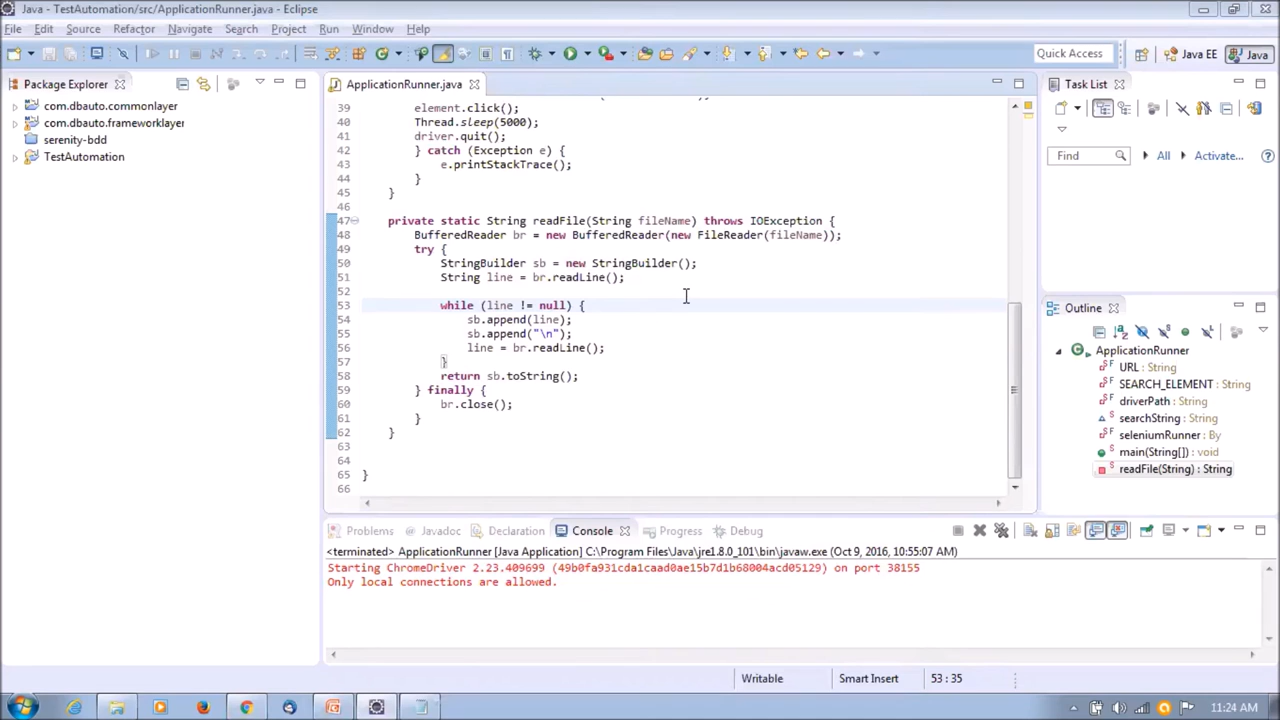 Java - TestAutomation/src/ApplicationRunner.java - Eclipse
File Edit Source Refactor Navigate Search Project Run Window Help
Quick Access Java EE Java
Package Explorer
com.dbauto.commonlayer
com.dbauto.frameworklayer
serenity-bdd
TestAutomation
ApplicationRunner.java
39 element.click();
40 Thread.sleep(5000);
41 driver.quit();
42 } catch (Exception e) {
43 e.printStackTrace();
44 }
45 }
46
47 private static String readFile(String fileName) throws IOException {
48 BufferedReader br = new BufferedReader(new FileReader(fileName));
49 try {
50 StringBuilder sb = new StringBuilder();
51 String line = br.readLine();
52
53 while (line != null) {
54 sb.append(line);
55 sb.append("\n");
56 line = br.readLine();
57 }
58 return sb.toString();
59 } finally {
60 br.close();
61 }
62 }
63
64
65 }
66
Task List
Find All Activate...
Outline
ApplicationRunner
URL : String
SEARCH_ELEMENT : String
driverPath : String
searchString : String
seleniumRunner : By
main(String[]) : void
readFile(String) : String
Problems Javadoc Declaration Console Progress Debug
<terminated> ApplicationRunner [Java Application] C:\Program Files\Java\jre1.8.0_101\bin\javaw.exe (Oct 9, 2016, 10:55:07 AM)
Starting ChromeDriver 2.23.409699 (49b0fa931cda1caad0ae15b7d1b68004acd05129) on port 38155
Only local connections are allowed.
Writable Smart Insert 53 : 35
11:24 AM